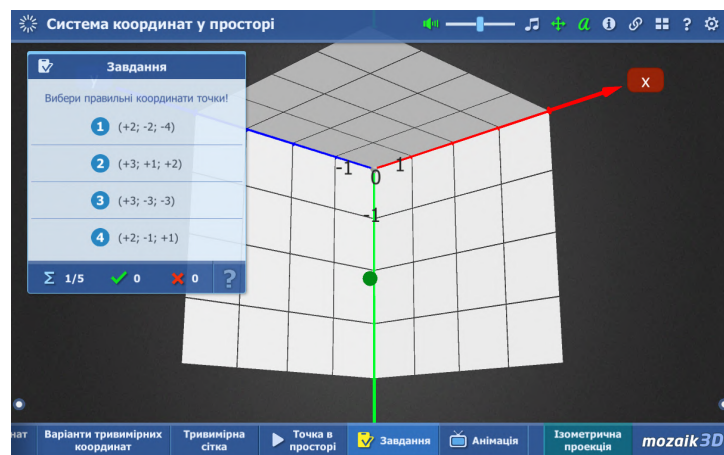 Система координат у просторі
Завдання
Вибери правильні координати точки!
1 (+2; -2; -4)
2 (+3; +1; +2)
3 (+3; -3; -3)
4 (+2; -1; +1)
Σ 1/5 0 0 ?
x
-1 0 1
-1
нат
Варіанти тривимірних координат
Тривимірна сітка
Точка в просторі
Завдання
Анімація
Ізометрична проекція
mozaik3D